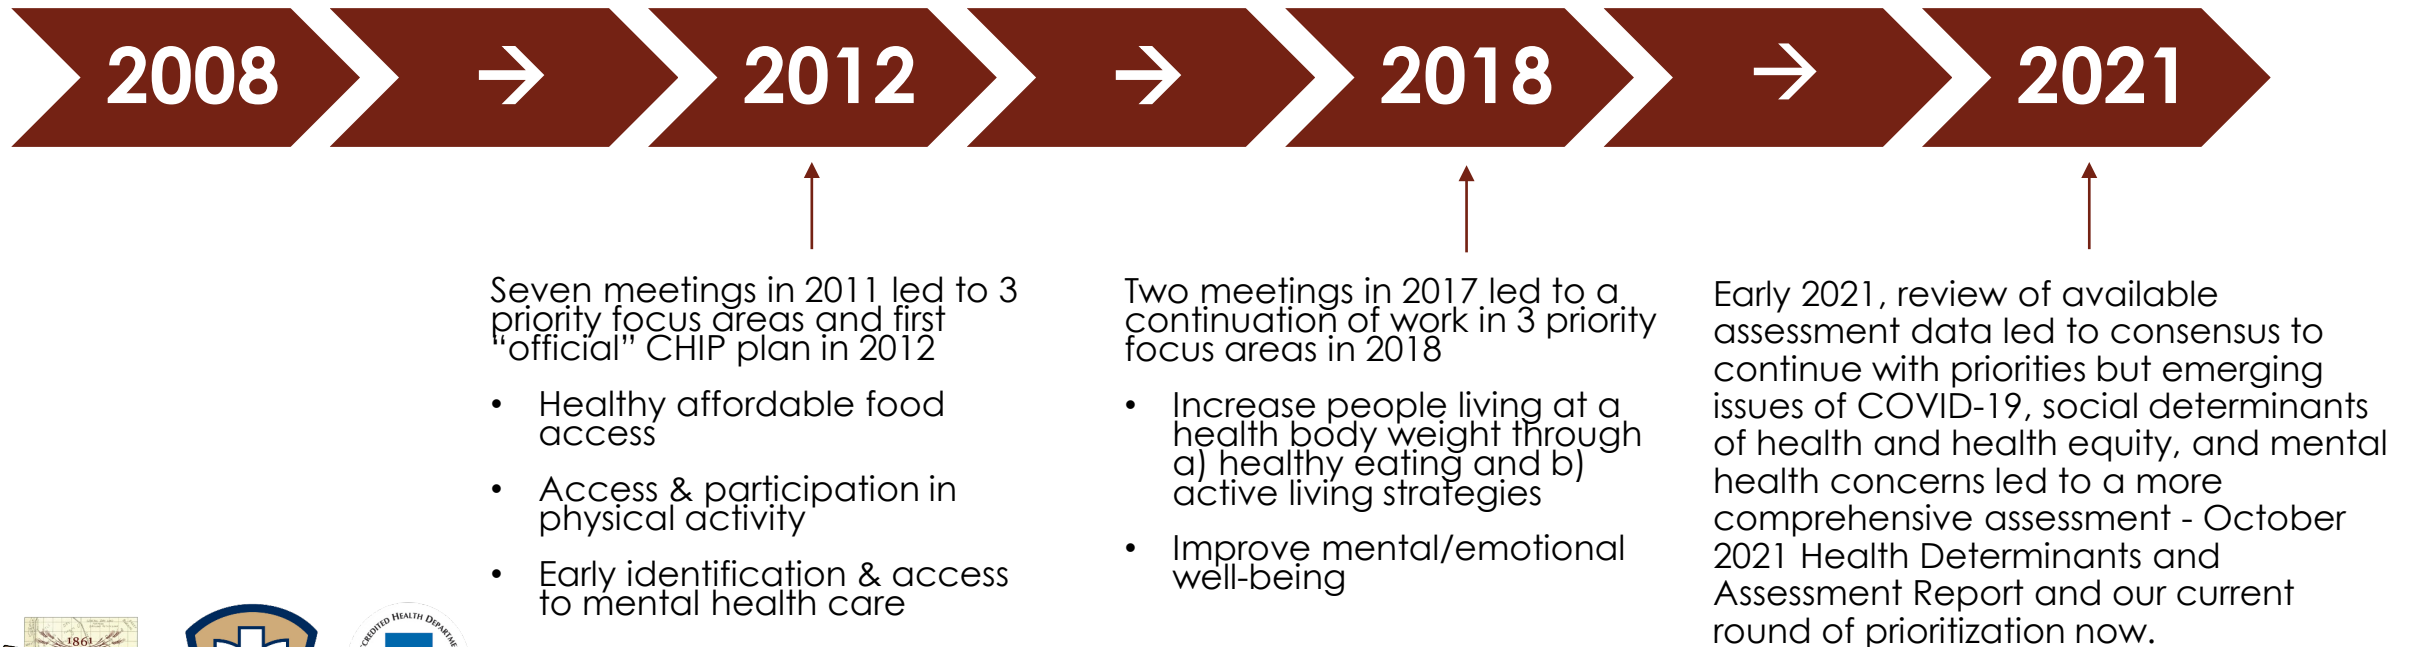 2008 → 2012 → 2018 → 2021
Seven meetings in 2011 led to 3
priority focus areas and first
“official” CHIP plan in 2012
• Healthy affordable food
access
• Access & participation in
physical activity
• Early identification & access
to mental health care
Two meetings in 2017 led to a
continuation of work in 3 priority
focus areas in 2018
• Increase people living at a
health body weight through
a) healthy eating and b)
active living strategies
• Improve mental/emotional
well-being
Early 2021, review of available
assessment data led to consensus to
continue with priorities but emerging
issues of COVID-19, social determinants
of health and health equity, and mental
health concerns led to a more
comprehensive assessment - October
2021 Health Determinants and
Assessment Report and our current
round of prioritization now.
1861
HEALTH